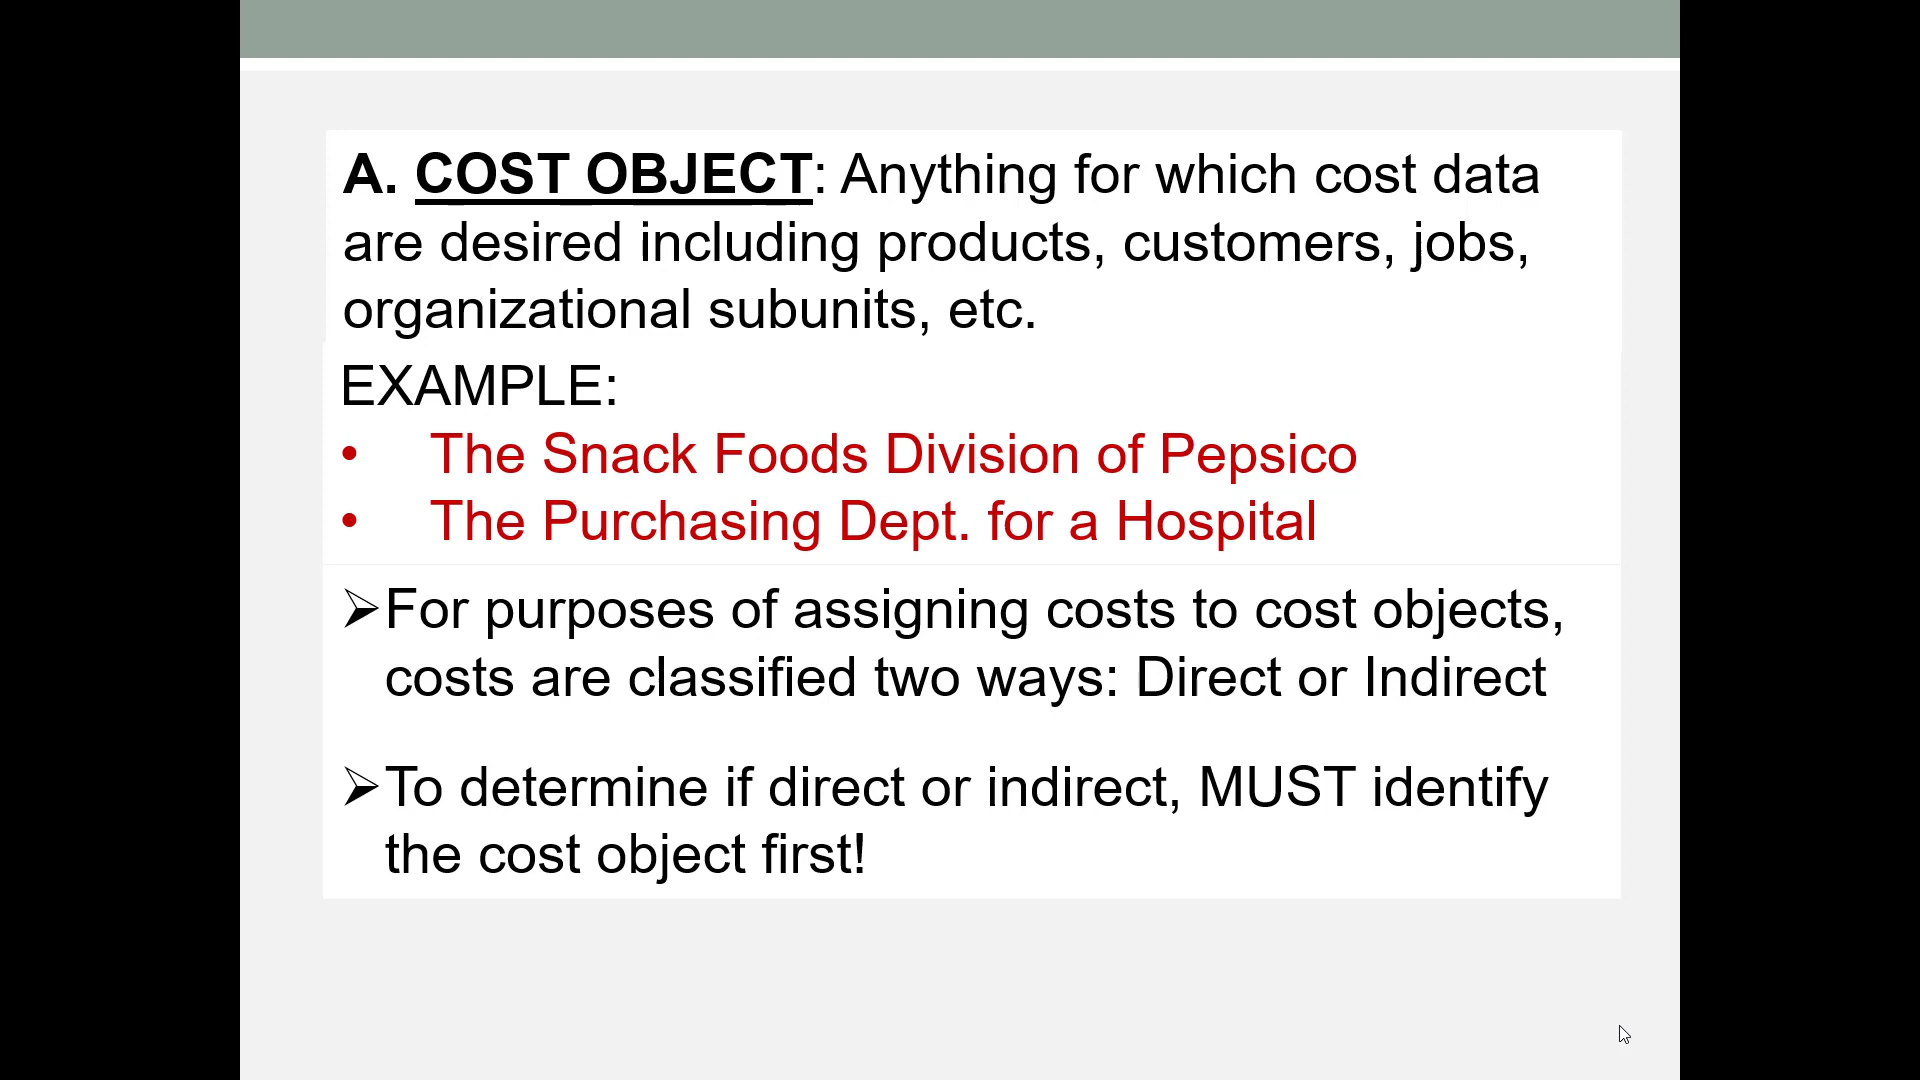 A. COST OBJECT: Anything for which cost data
are desired including products, customers, jobs,
organizational subunits, etc.
EXAMPLE:
• The Snack Foods Division of Pepsico
• The Purchasing Dept. for a Hospital
➢For purposes of assigning costs to cost objects,
costs are classified two ways: Direct or Indirect
➢To determine if direct or indirect, MUST identify
the cost object first!